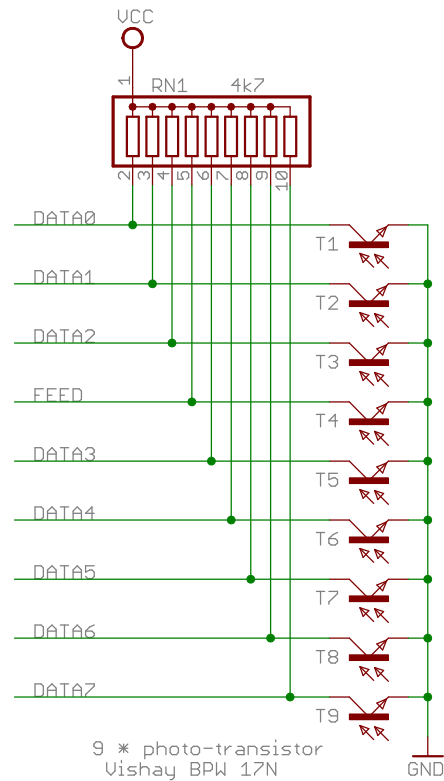 VCC
1
RN1 4k7
2 3 4 5 6 7 8 9 10
DATA0
T1
DATA1
T2
DATA2
T3
FEED
T4
DATA3
T5
DATA4
T6
DATA5
T7
DATA6
T8
DATA7
T9
9 * photo-transistor
Vishay BPW 17N
GND